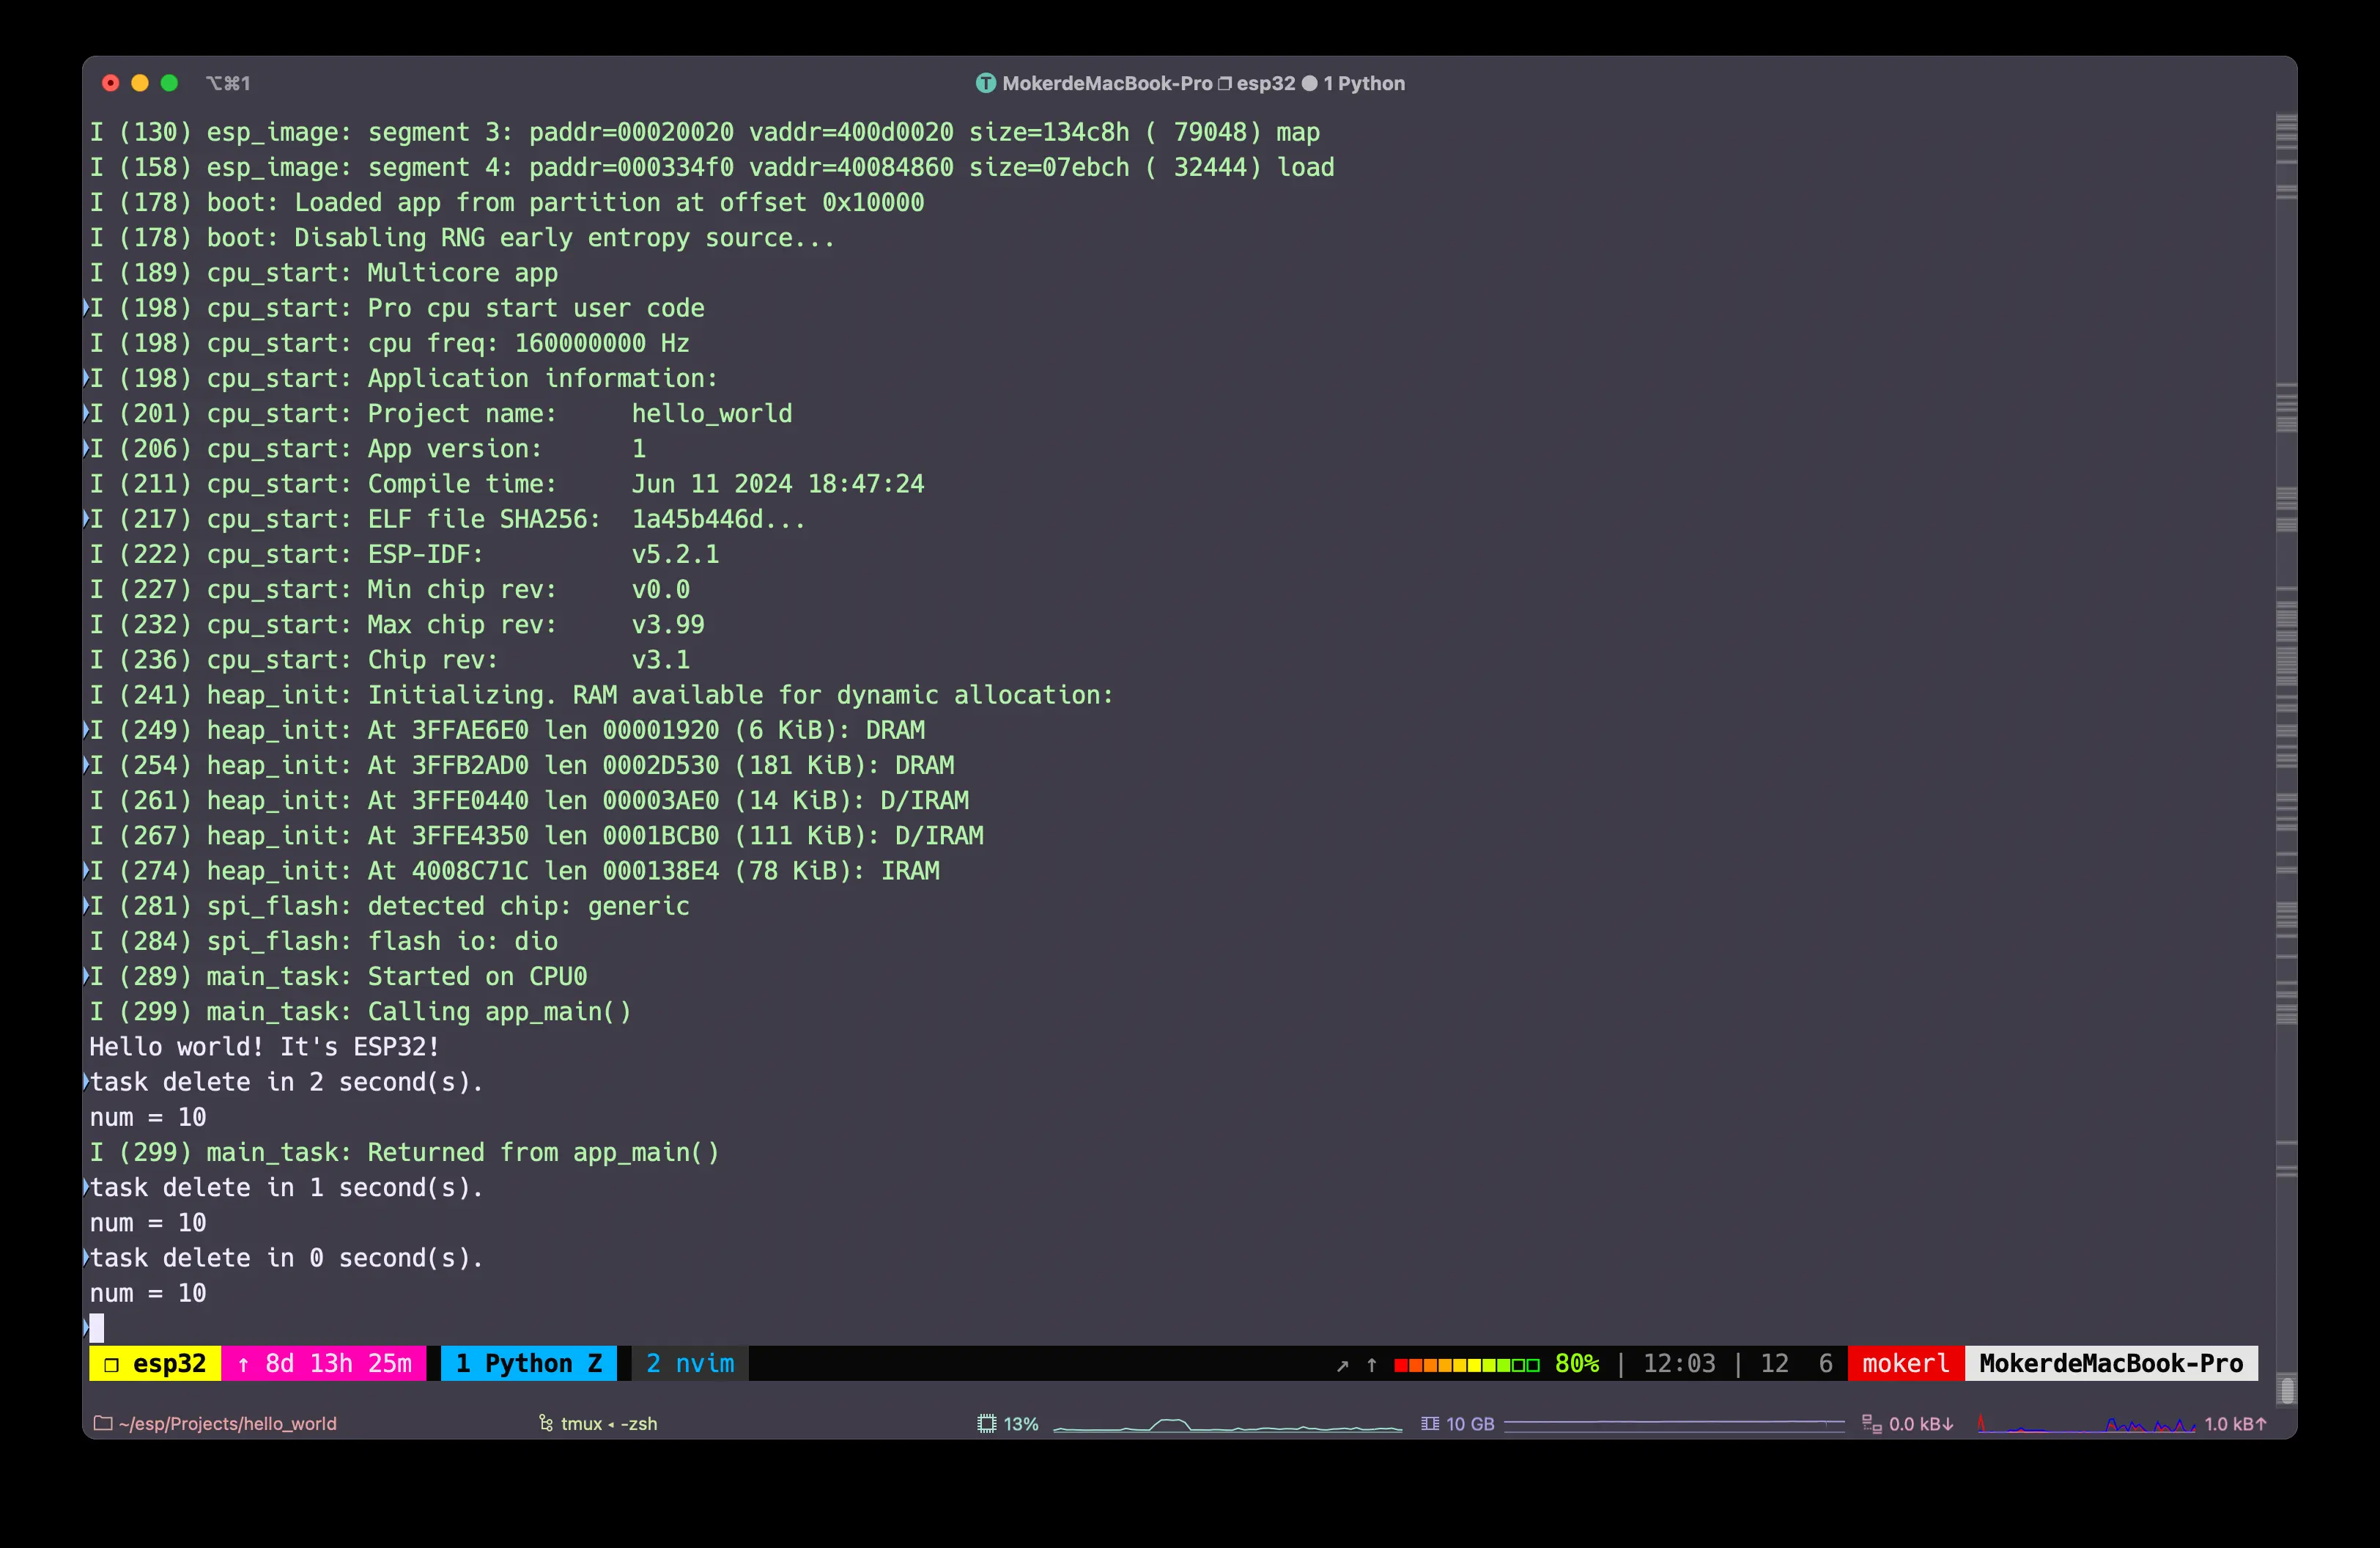 ⌥⌘1
T MokerdeMacBook-Pro ❐ esp32 ● 1 Python
I (130) esp_image: segment 3: paddr=00020020 vaddr=400d0020 size=134c8h ( 79048) map
I (158) esp_image: segment 4: paddr=000334f0 vaddr=40084860 size=07ebch ( 32444) load
I (178) boot: Loaded app from partition at offset 0x10000
I (178) boot: Disabling RNG early entropy source...
I (189) cpu_start: Multicore app
I (198) cpu_start: Pro cpu start user code
I (198) cpu_start: cpu freq: 160000000 Hz
I (198) cpu_start: Application information:
I (201) cpu_start: Project name:     hello_world
I (206) cpu_start: App version:      1
I (211) cpu_start: Compile time:     Jun 11 2024 18:47:24
I (217) cpu_start: ELF file SHA256:  1a45b446d...
I (222) cpu_start: ESP-IDF:          v5.2.1
I (227) cpu_start: Min chip rev:     v0.0
I (232) cpu_start: Max chip rev:     v3.99
I (236) cpu_start: Chip rev:         v3.1
I (241) heap_init: Initializing. RAM available for dynamic allocation:
I (249) heap_init: At 3FFAE6E0 len 00001920 (6 KiB): DRAM
I (254) heap_init: At 3FFB2AD0 len 0002D530 (181 KiB): DRAM
I (261) heap_init: At 3FFE0440 len 00003AE0 (14 KiB): D/IRAM
I (267) heap_init: At 3FFE4350 len 0001BCB0 (111 KiB): D/IRAM
I (274) heap_init: At 4008C71C len 000138E4 (78 KiB): IRAM
I (281) spi_flash: detected chip: generic
I (284) spi_flash: flash io: dio
I (289) main_task: Started on CPU0
I (299) main_task: Calling app_main()
Hello world! It's ESP32!
task delete in 2 second(s).
num = 10
I (299) main_task: Returned from app_main()
task delete in 1 second(s).
num = 10
task delete in 0 second(s).
num = 10
❐ esp32 ↑ 8d 13h 25m 1 Python Z 2 nvim ↗ ↑ 80% | 12:03 | 12 6 mokerl MokerdeMacBook-Pro
~/esp/Projects/hello_world tmux ◂ -zsh 13% 10 GB 0.0 kB↓ 1.0 kB↑